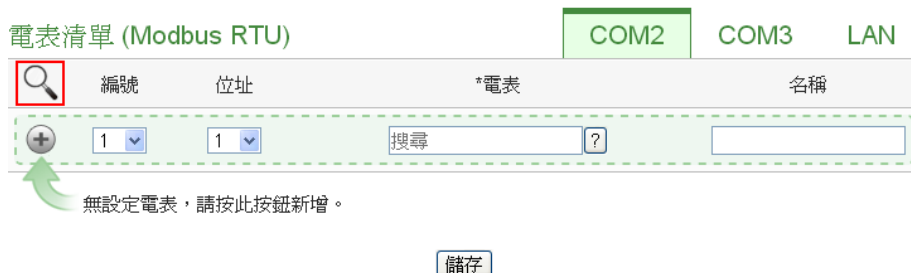 電表清單 (Modbus RTU) COM2 COM3 LAN
編號 位址 *電表 名稱
1 1 搜尋 ?
無設定電表，請按此按鈕新增。
儲存